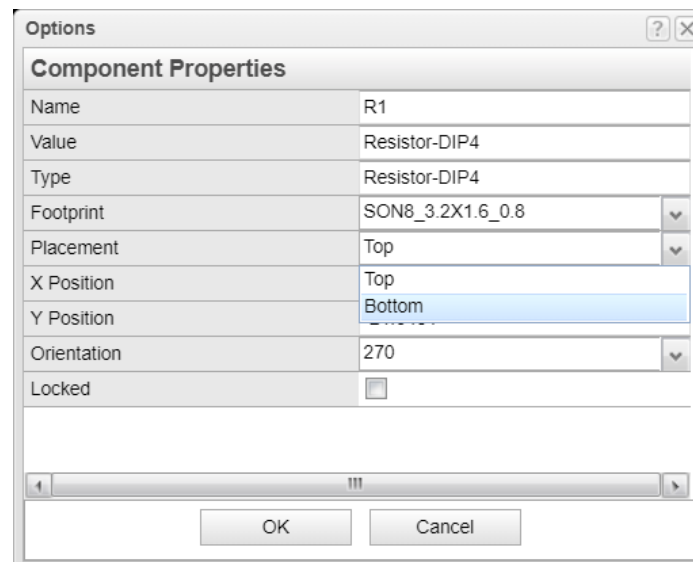 Options
Component Properties
Name R1
Value Resistor-DIP4
Type Resistor-DIP4
Footprint SON8_3.2X1.6_0.8
Placement Top
X Position Top
Bottom
Y Position
Orientation 270
Locked
OK Cancel